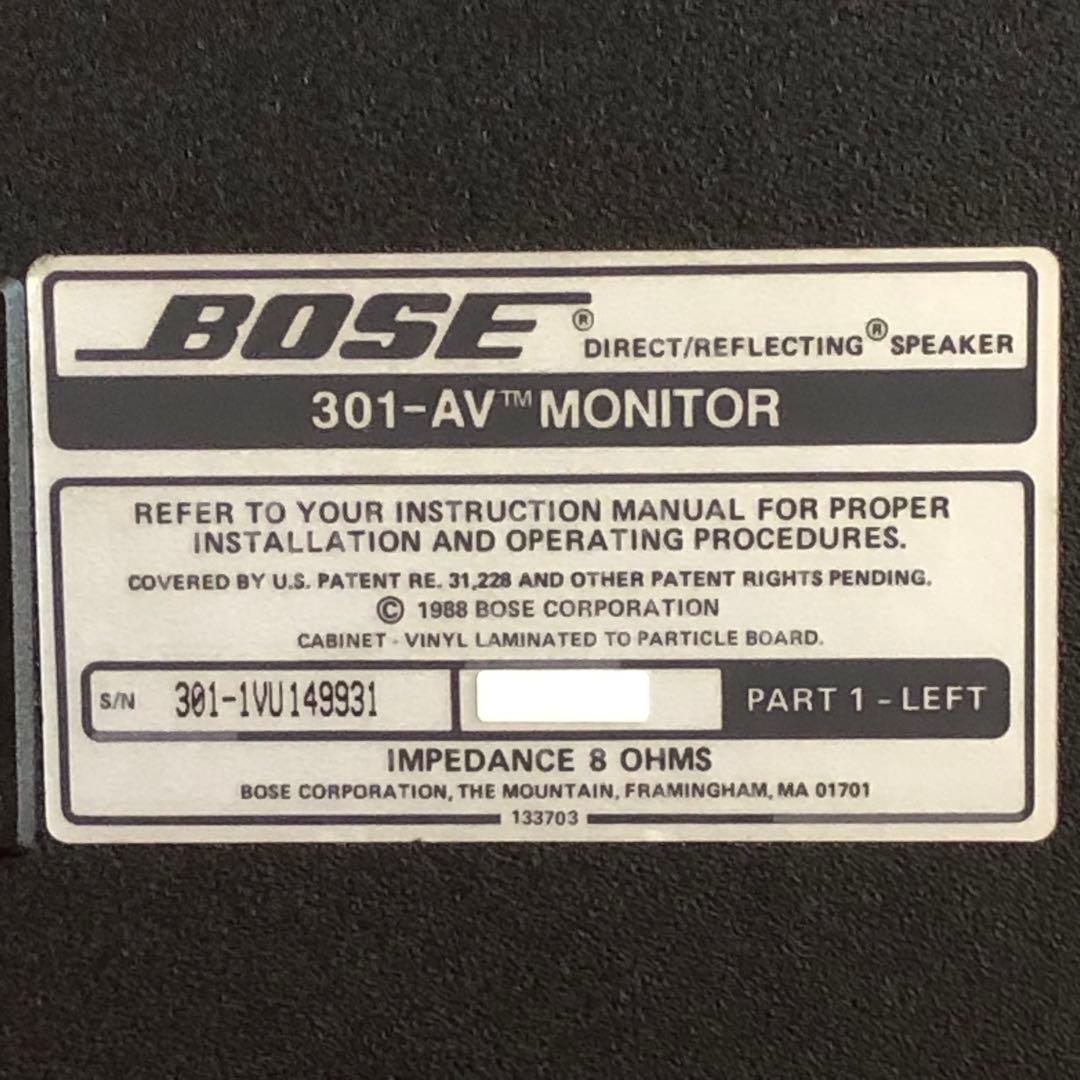 BOSE® DIRECT/REFLECTING® SPEAKER
301-AV™ MONITOR
REFER TO YOUR INSTRUCTION MANUAL FOR PROPER
INSTALLATION AND OPERATING PROCEDURES.
COVERED BY U.S. PATENT RE. 31,228 AND OTHER PATENT RIGHTS PENDING.
© 1988 BOSE CORPORATION
CABINET - VINYL LAMINATED TO PARTICLE BOARD.
S/N 301-1VU149931 PART 1 - LEFT
IMPEDANCE 8 OHMS
BOSE CORPORATION, THE MOUNTAIN, FRAMINGHAM, MA 01701
133703